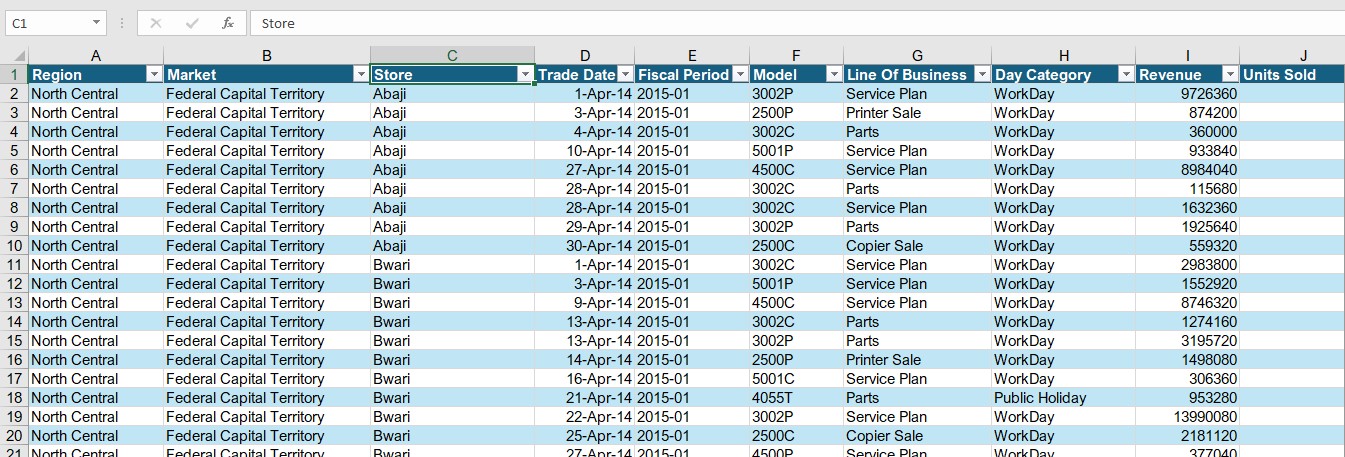 C1 fx Store
A B C D E F G H I J
1 Region Market Store Trade Date Fiscal Period Model Line Of Business Day Category Revenue Units Sold
2 North Central Federal Capital Territory Abaji 1-Apr-14 2015-01 3002P Service Plan WorkDay 9726360
3 North Central Federal Capital Territory Abaji 3-Apr-14 2015-01 2500P Printer Sale WorkDay 874200
4 North Central Federal Capital Territory Abaji 4-Apr-14 2015-01 3002C Parts WorkDay 360000
5 North Central Federal Capital Territory Abaji 10-Apr-14 2015-01 5001P Service Plan WorkDay 933840
6 North Central Federal Capital Territory Abaji 27-Apr-14 2015-01 4500C Service Plan WorkDay 8984040
7 North Central Federal Capital Territory Abaji 28-Apr-14 2015-01 3002C Parts WorkDay 115680
8 North Central Federal Capital Territory Abaji 28-Apr-14 2015-01 3002C Service Plan WorkDay 1632360
9 North Central Federal Capital Territory Abaji 29-Apr-14 2015-01 3002P Parts WorkDay 1925640
10 North Central Federal Capital Territory Abaji 30-Apr-14 2015-01 2500C Copier Sale WorkDay 559320
11 North Central Federal Capital Territory Bwari 1-Apr-14 2015-01 3002C Service Plan WorkDay 2983800
12 North Central Federal Capital Territory Bwari 3-Apr-14 2015-01 5001P Service Plan WorkDay 1552920
13 North Central Federal Capital Territory Bwari 9-Apr-14 2015-01 4500C Service Plan WorkDay 8746320
14 North Central Federal Capital Territory Bwari 13-Apr-14 2015-01 3002C Parts WorkDay 1274160
15 North Central Federal Capital Territory Bwari 13-Apr-14 2015-01 3002P Parts WorkDay 3195720
16 North Central Federal Capital Territory Bwari 14-Apr-14 2015-01 2500P Printer Sale WorkDay 1498080
17 North Central Federal Capital Territory Bwari 16-Apr-14 2015-01 5001C Service Plan WorkDay 306360
18 North Central Federal Capital Territory Bwari 21-Apr-14 2015-01 4055T Parts Public Holiday 953280
19 North Central Federal Capital Territory Bwari 22-Apr-14 2015-01 3002P Service Plan WorkDay 13990080
20 North Central Federal Capital Territory Bwari 25-Apr-14 2015-01 2500C Copier Sale WorkDay 2181120
21 North Central Federal Capital Territory Bwari 27-Apr-14 2015-01 4500P Service Plan WorkDay 377040